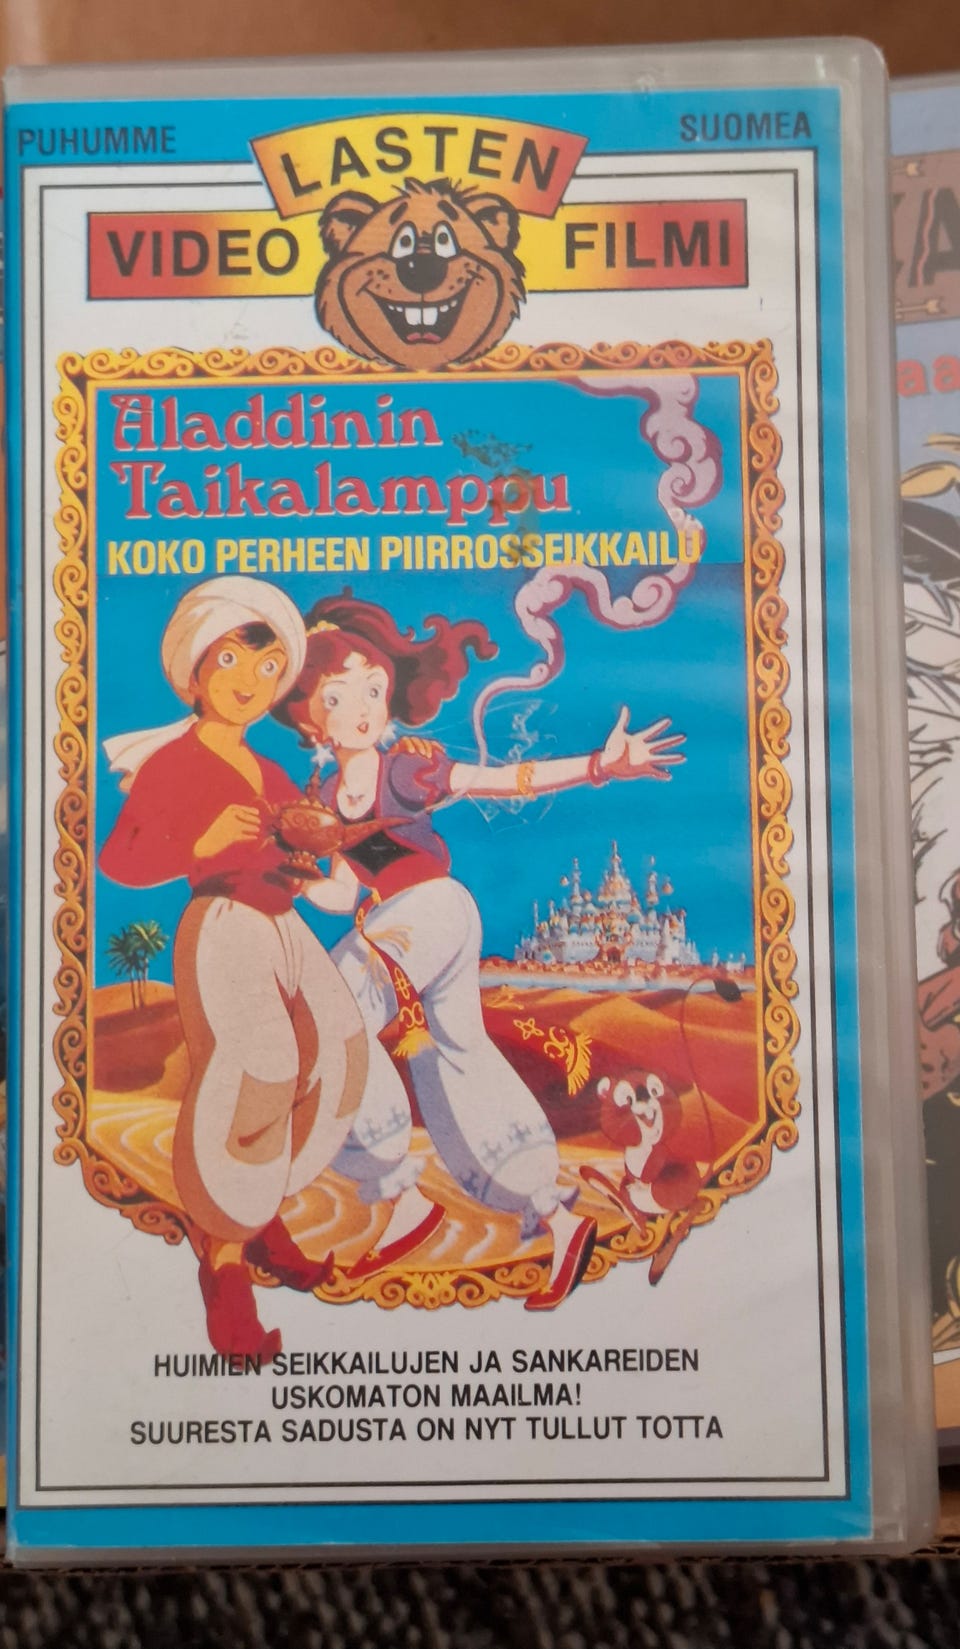 PUHUMME SUOMEA
LASTEN
VIDEO FILMI
Aladdinin
Taikalamppu
KOKO PERHEEN PIIRROSSEIKKAILU
HUIMIEN SEIKKAILUJEN JA SANKAREIDEN
USKOMATON MAAILMA!
SUURESTA SADUSTA ON NYT TULLUT TOTTA